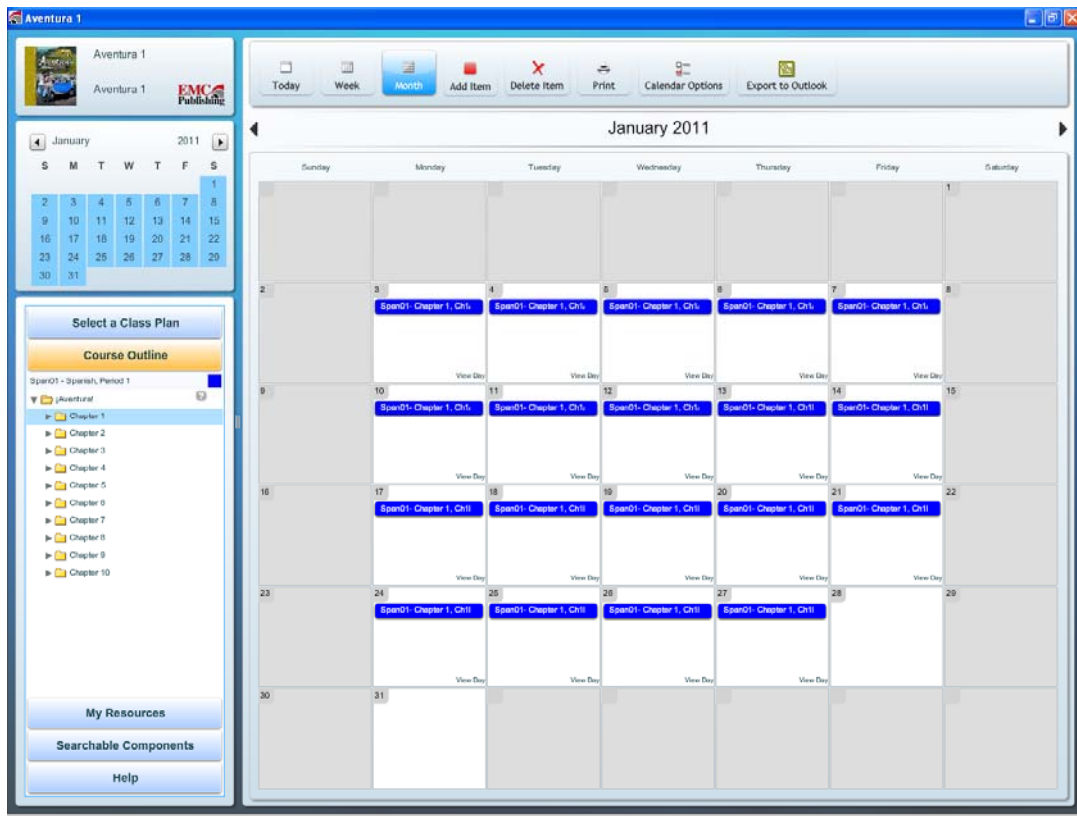 Aventura 1
Aventura 1
Aventura 1
EMC
Publishing
January 2011
S M T W T F S
1
2 3 4 5 6 7 8
9 10 11 12 13 14 15
16 17 18 19 20 21 22
23 24 25 26 27 28 29
30 31
Select a Class Plan
Course Outline
Span01 - Spanish, Period 1
¡Aventura!
Chapter 1
Chapter 2
Chapter 3
Chapter 4
Chapter 5
Chapter 6
Chapter 7
Chapter 8
Chapter 9
Chapter 10
My Resources
Searchable Components
Help
Today Week Month Add Item Delete Item Print Calendar Options Export to Outlook
January 2011
Sunday Monday Tuesday Wednesday Thursday Friday Saturday
1
2 3 4 5 6 7 8
Span01- Chapter 1, Ch1 Span01- Chapter 1, Ch1 Span01- Chapter 1, Ch1 Span01- Chapter 1, Ch1 Span01- Chapter 1, Ch1
View Day View Day View Day View Day View Day
9 10 11 12 13 14 15
Span01- Chapter 1, Ch1 Span01- Chapter 1, Ch1 Span01- Chapter 1, Ch1 Span01- Chapter 1, Ch1I Span01- Chapter 1, Ch1I
View Day View Day View Day View Day View Day
16 17 18 19 20 21 22
Span01- Chapter 1, Ch1I Span01- Chapter 1, Ch1I Span01- Chapter 1, Ch1I Span01- Chapter 1, Ch1I Span01- Chapter 1, Ch1I
View Day View Day View Day View Day View Day
23 24 25 26 27 28 29
Span01- Chapter 1, Ch1I Span01- Chapter 1, Ch1I Span01- Chapter 1, Ch1I Span01- Chapter 1, Ch1I
View Day View Day View Day View Day
30 31